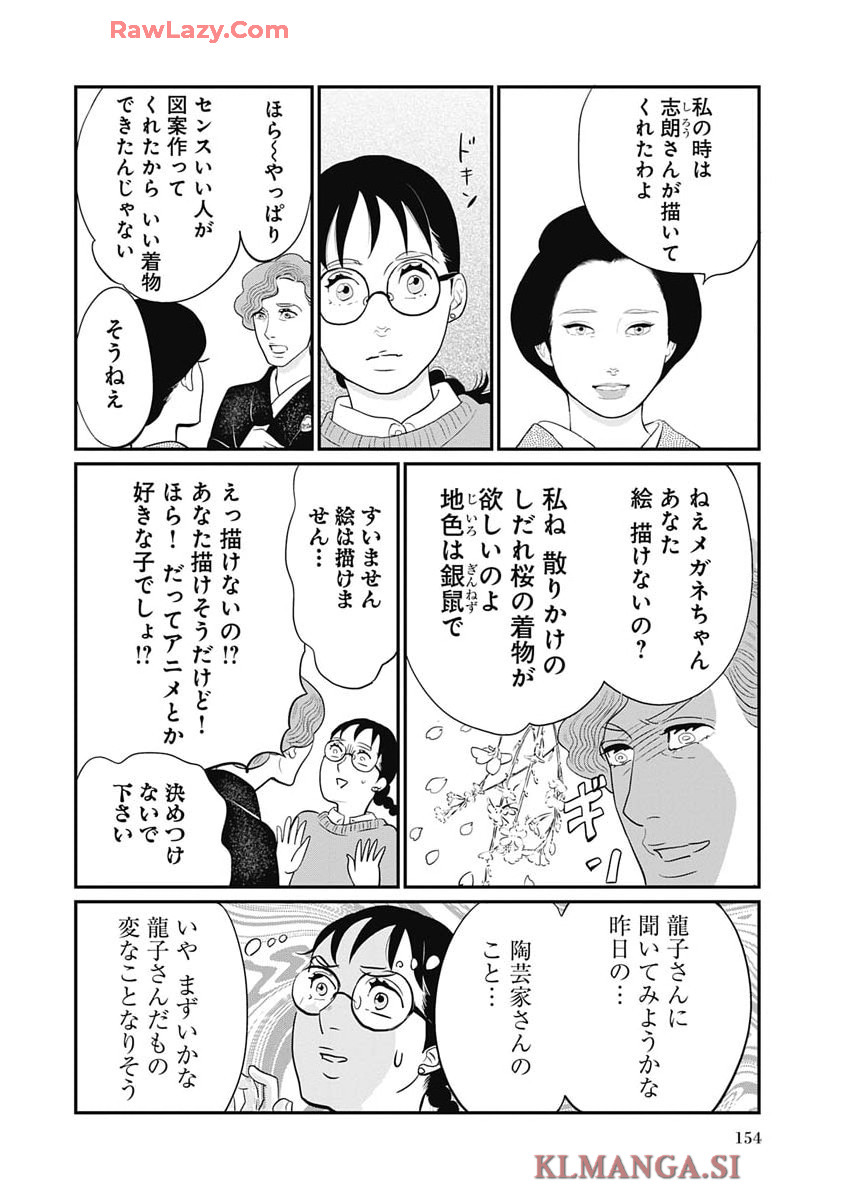 RawLazy.Com
私の時は
志朗さんが描いて
しろう
くれたわよ
ドキン
ほら〜やっぱり
センスいい人が
図案作って
くれたから いい着物
できたんじゃない
そうねえ
ねえメガネちゃん
あなた
絵 描けないの?
私ね 散りかけの
しだれ桜の着物が
欲しいのよ
地色は銀鼠で
じいろ
ぎんねず
ギン
すいません
絵は描けま
せん…
えっ描けないの!?
あなた描けそうだけど!
ほら! だってアニメとか
好きな子でしょ!?
決めつけ
ないで
下さい
龍子さんに
聞いてみようかな
昨日の…
陶芸家さんの
こと…
いや まずいかな
龍子さんだもの
変なことなりそう
154
KLMANGA.SI